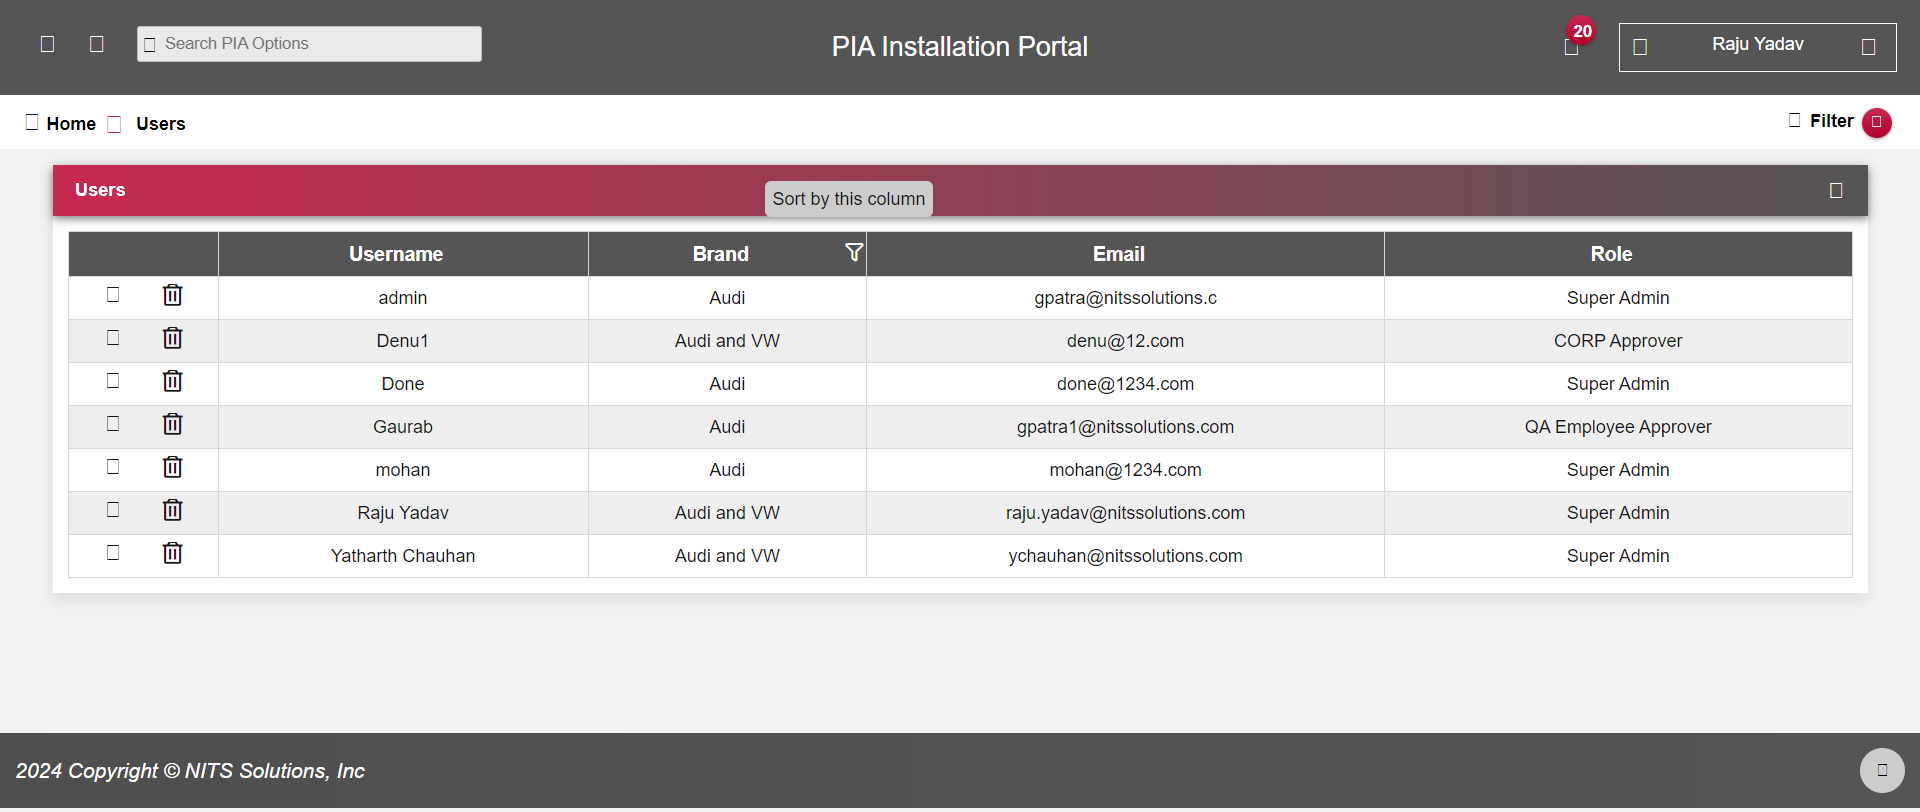 Search PIA Options
PIA Installation Portal
20
Raju Yadav
Home Users
Filter
Users
Sort by this column
Username Brand Email Role
admin Audi gpatra@nitssolutions.c Super Admin
Denu1 Audi and VW denu@12.com CORP Approver
Done Audi done@1234.com Super Admin
Gaurab Audi gpatra1@nitssolutions.com QA Employee Approver
mohan Audi mohan@1234.com Super Admin
Raju Yadav Audi and VW raju.yadav@nitssolutions.com Super Admin
Yatharth Chauhan Audi and VW ychauhan@nitssolutions.com Super Admin
2024 Copyright © NITS Solutions, Inc